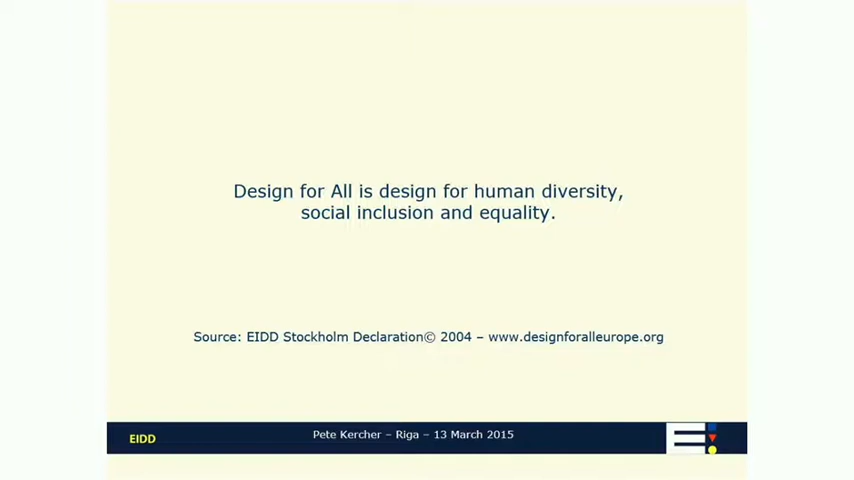 Design for All is design for human diversity,
social inclusion and equality.
Source: EIDD Stockholm Declaration© 2004 – www.designforalleurope.org
EIDD
Pete Kercher – Riga – 13 March 2015